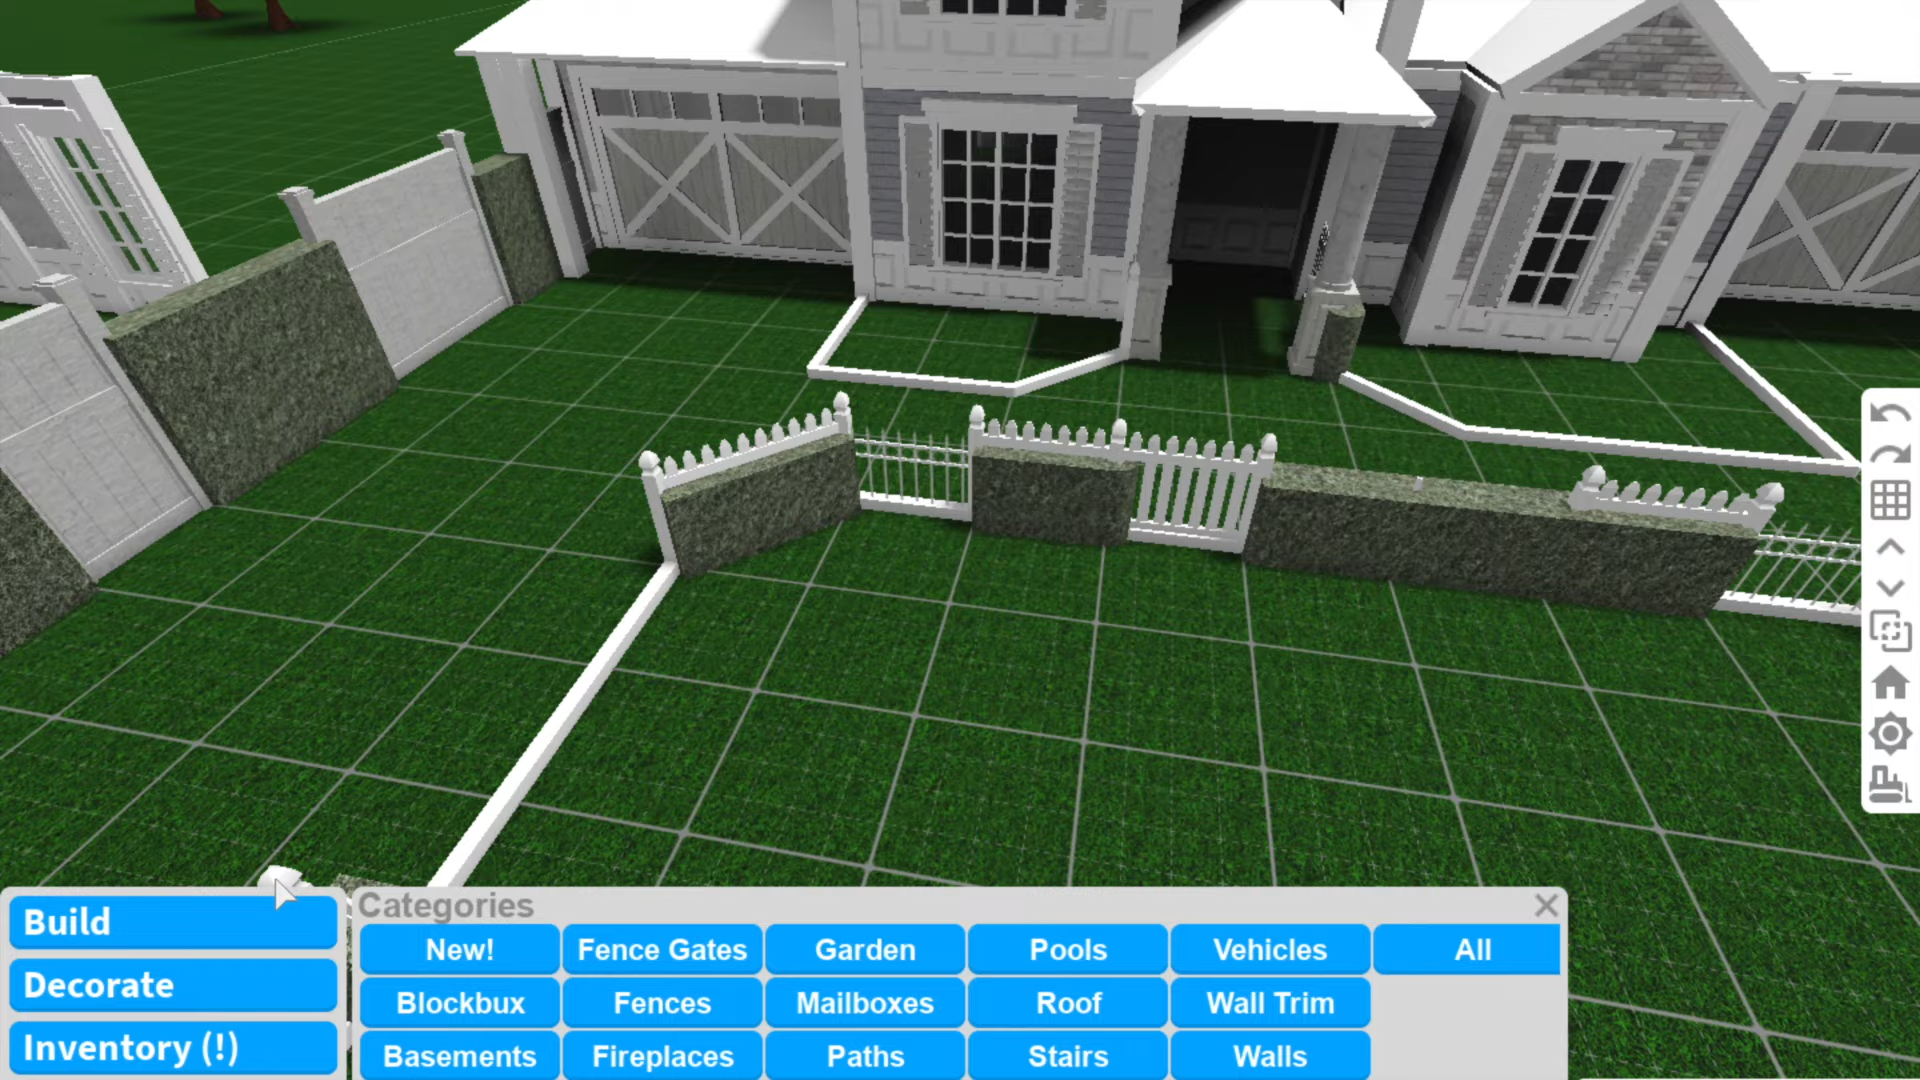 Build
Decorate
Inventory (!)
Categories
New! Fence Gates Garden Pools Vehicles All
Blockbux Fences Mailboxes Roof Wall Trim
Basements Fireplaces Paths Stairs Walls